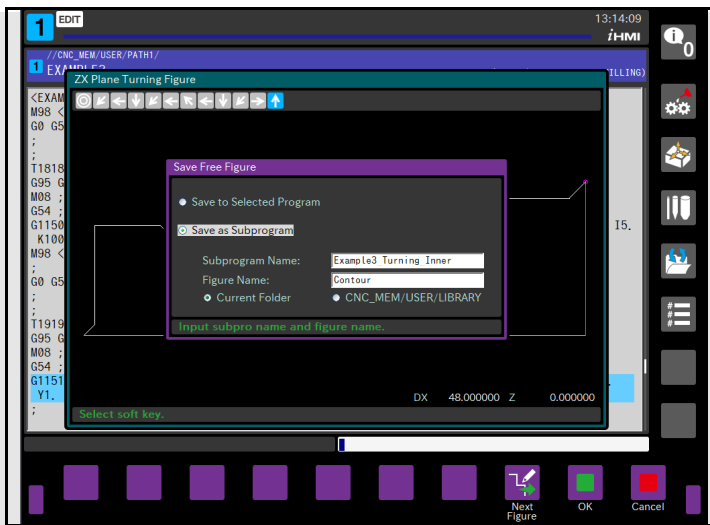 1 EDIT
13:14:09
iHMI
0
//CNC_MEM/USER/PATH1/
1
ILLING)
ZX Plane Turning Figure
<EXAM
M98 <
G0 G5
;
;
T1818
G95 G
M08 ;
G54 ;
G1150 I5.
K100
M98 <
;
G0 G5
;
;
T1919
G95 G
M08 ;
G54 ;
G1151
Y1.
;
Save Free Figure
Save to Selected Program
Save as Subprogram
Subprogram Name: Example3 Turning Inner
Figure Name: Contour
Current Folder CNC_MEM/USER/LIBRARY
Input subpro name and figure name.
DX 48.000000 Z 0.000000
Select soft key.
Next Figure
OK
Cancel